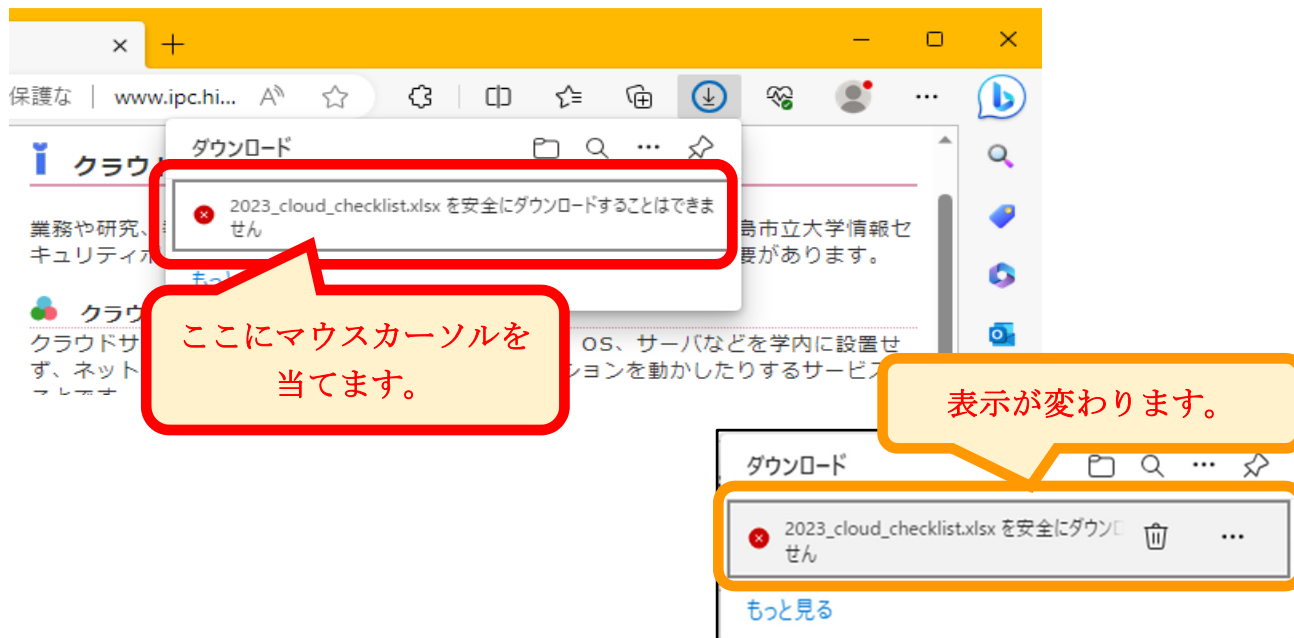 保護な | www.ipc.hi...
ダウンロード
クラウ
2023_cloud_checklist.xlsx を安全にダウンロードすることはできま
せん
業務や研究、
島市立大学情報セ
キュリティ
要があります。
もっと
クラウ
クラウドサ
OS、サーバなどを学内に設置せ
ず、ネット
ションを動かしたりするサービス
ここにマウスカーソルを
当てます。
表示が変わります。
ダウンロード
2023_cloud_checklist.xlsx を安全にダウンロ
せん
もっと見る